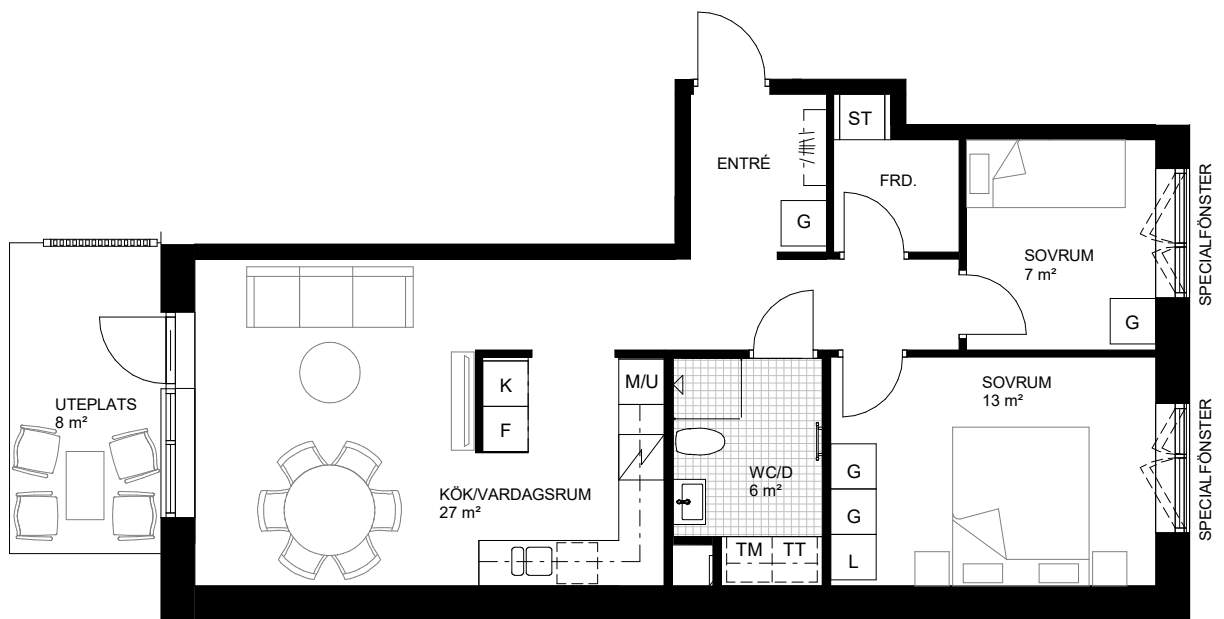 ST
ENTRÉ
FRD.
G
SOVRUM
7 m²
SPECIALFÖNSTER
G
K
F
M/U
SOVRUM
13 m²
UTEPLATS
8 m²
SPECIALFÖNSTER
KÖK/VARDAGSRUM
27 m²
WC/D
6 m²
G
G
L
TM
TT